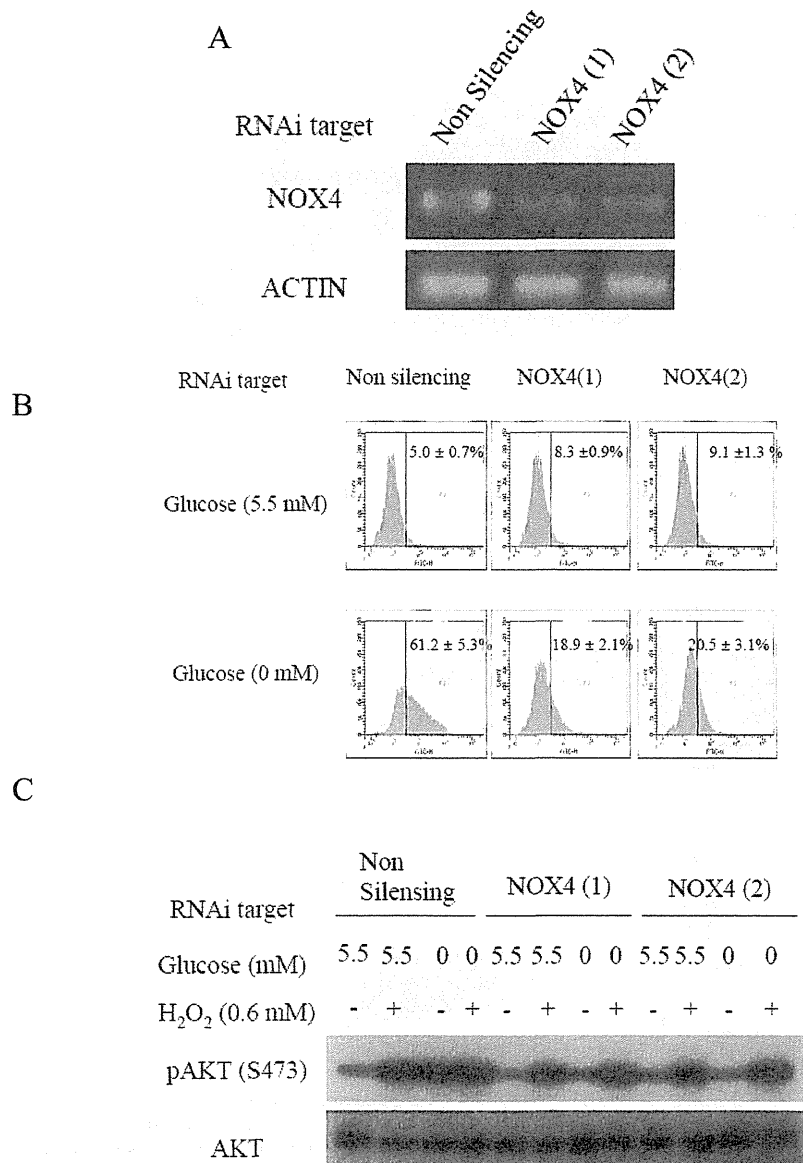 A
RNAi target
Non Silencing
NOX4 (1)
NOX4 (2)
NOX4
ACTIN
B
RNAi target Non silencing NOX4(1) NOX4(2)
Glucose (5.5 mM)
5.0 ± 0.7% 8.3 ±0.9% 9.1 ±1.3 %
Glucose (0 mM)
61.2 ± 5.3% 18.9 ± 2.1% 20.5 ± 3.1%
C
RNAi target
Non
Silensing NOX4 (1) NOX4 (2)
Glucose (mM) 5.5 5.5 0 0 5.5 5.5 0 0 5.5 5.5 0 0
H₂O₂ (0.6 mM) - + - + - + - + - + - +
pAKT (S473)
AKT